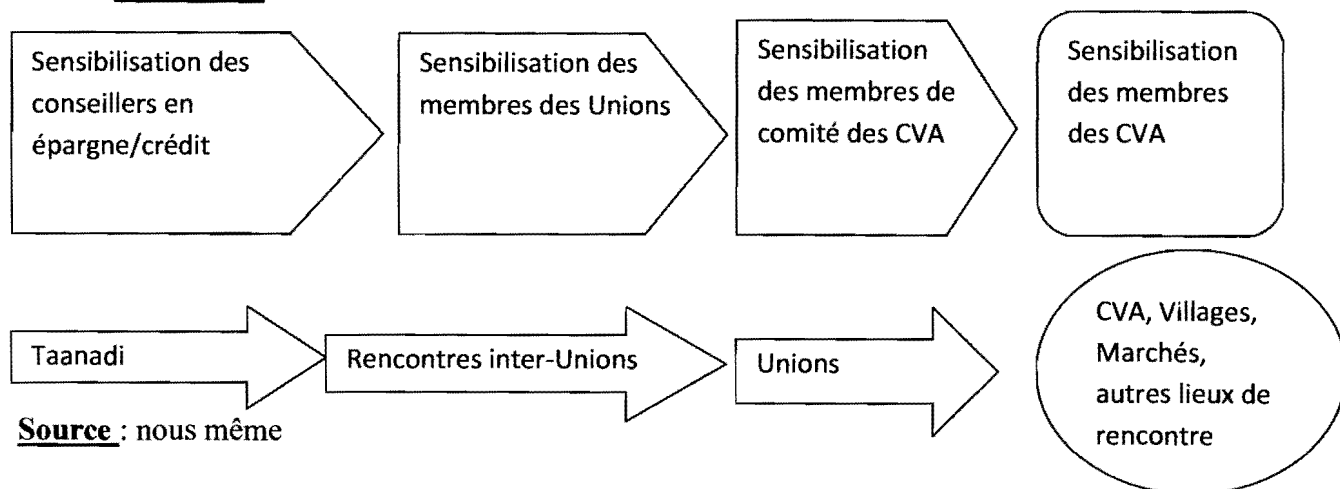 Sensibilisation des
conseillers en
épargne/crédit
Sensibilisation des
membres des Unions
Sensibilisation
des membres de
comité des CVA
Sensibilisation
des membres
des CVA
Taanadi
Rencontres inter-Unions
Unions
CVA, Villages,
Marchés,
autres lieux de
rencontre
Source : nous même